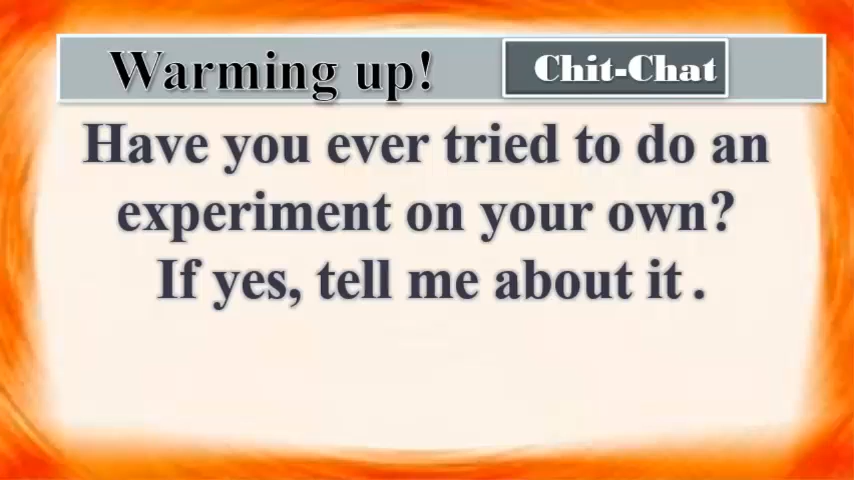 Warming up!
Chit-Chat
Have you ever tried to do an
experiment on your own?
If yes, tell me about it .